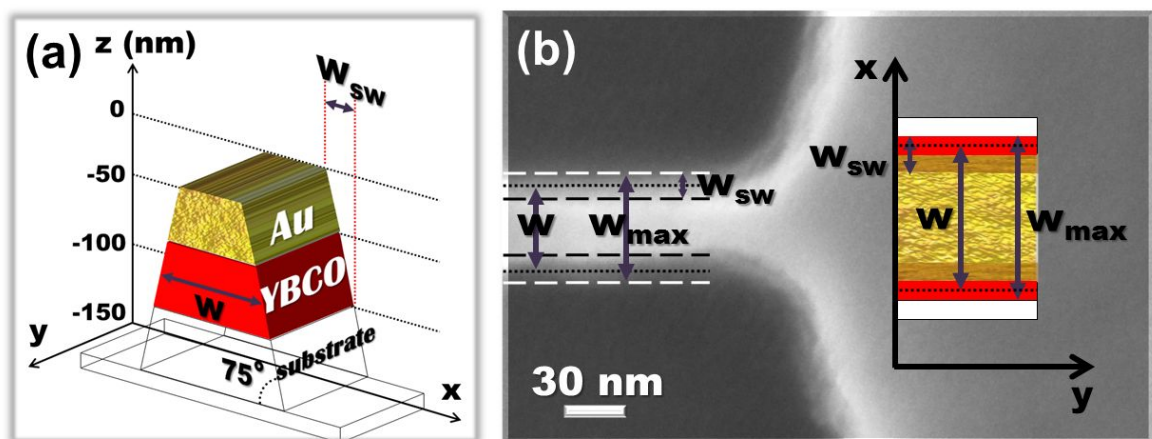 (a)
z (nm)
W_sw
0
-50
-100
-150
Au
YBCO
W
y
75° substrate
x
(b)
x
W_sw
W
W_max
W_sw
W
W_max
30 nm
y